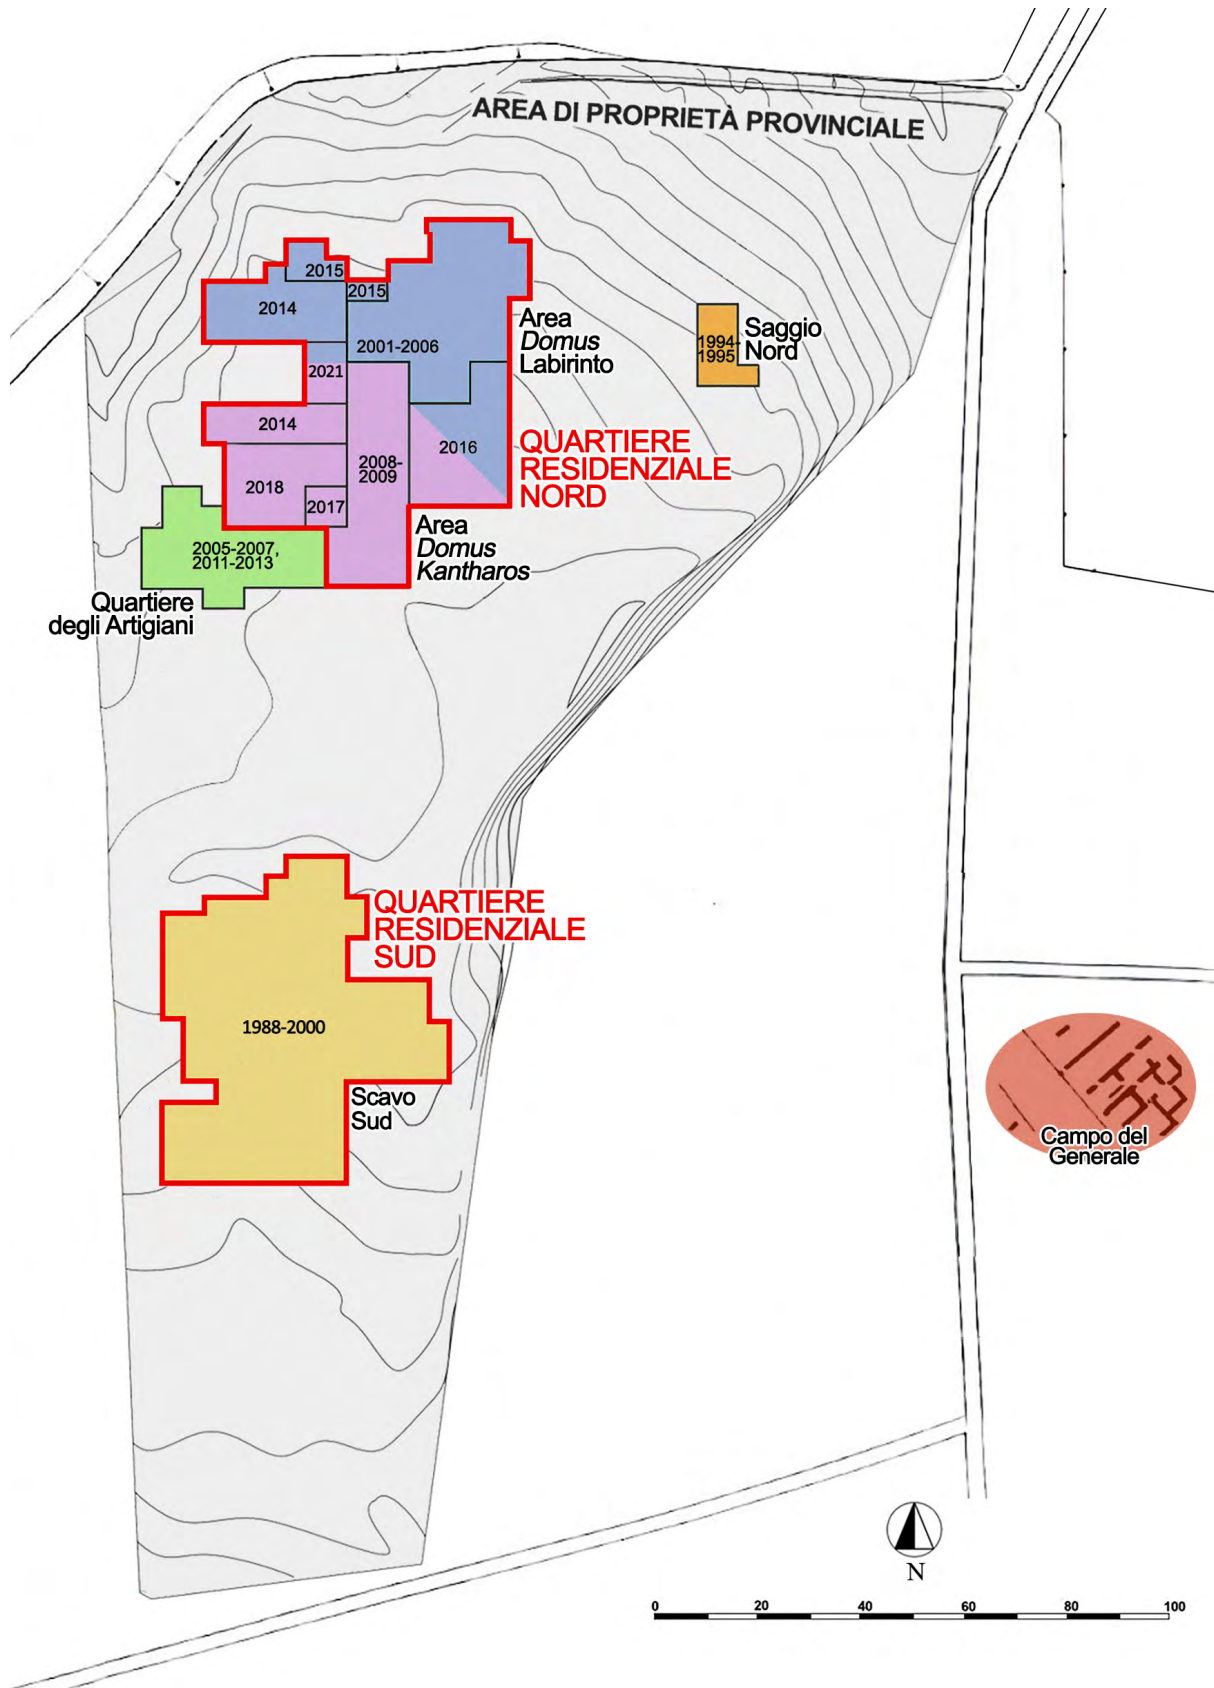 AREA DI PROPRIETÀ PROVINCIALE
2015
2015
2014
2001-2006
Area
Domus
Labirinto
1994-
1995
Saggio
Nord
2021
2014
2016
QUARTIERE
RESIDENZIALE
NORD
2008-
2009
2018
2017
Area
Domus
Kantharos
2005-2007,
2011-2013
Quartiere
degli Artigiani
QUARTIERE
RESIDENZIALE
SUD
1988-2000
Scavo
Sud
Campo del
Generale
N
0 20 40 60 80 100